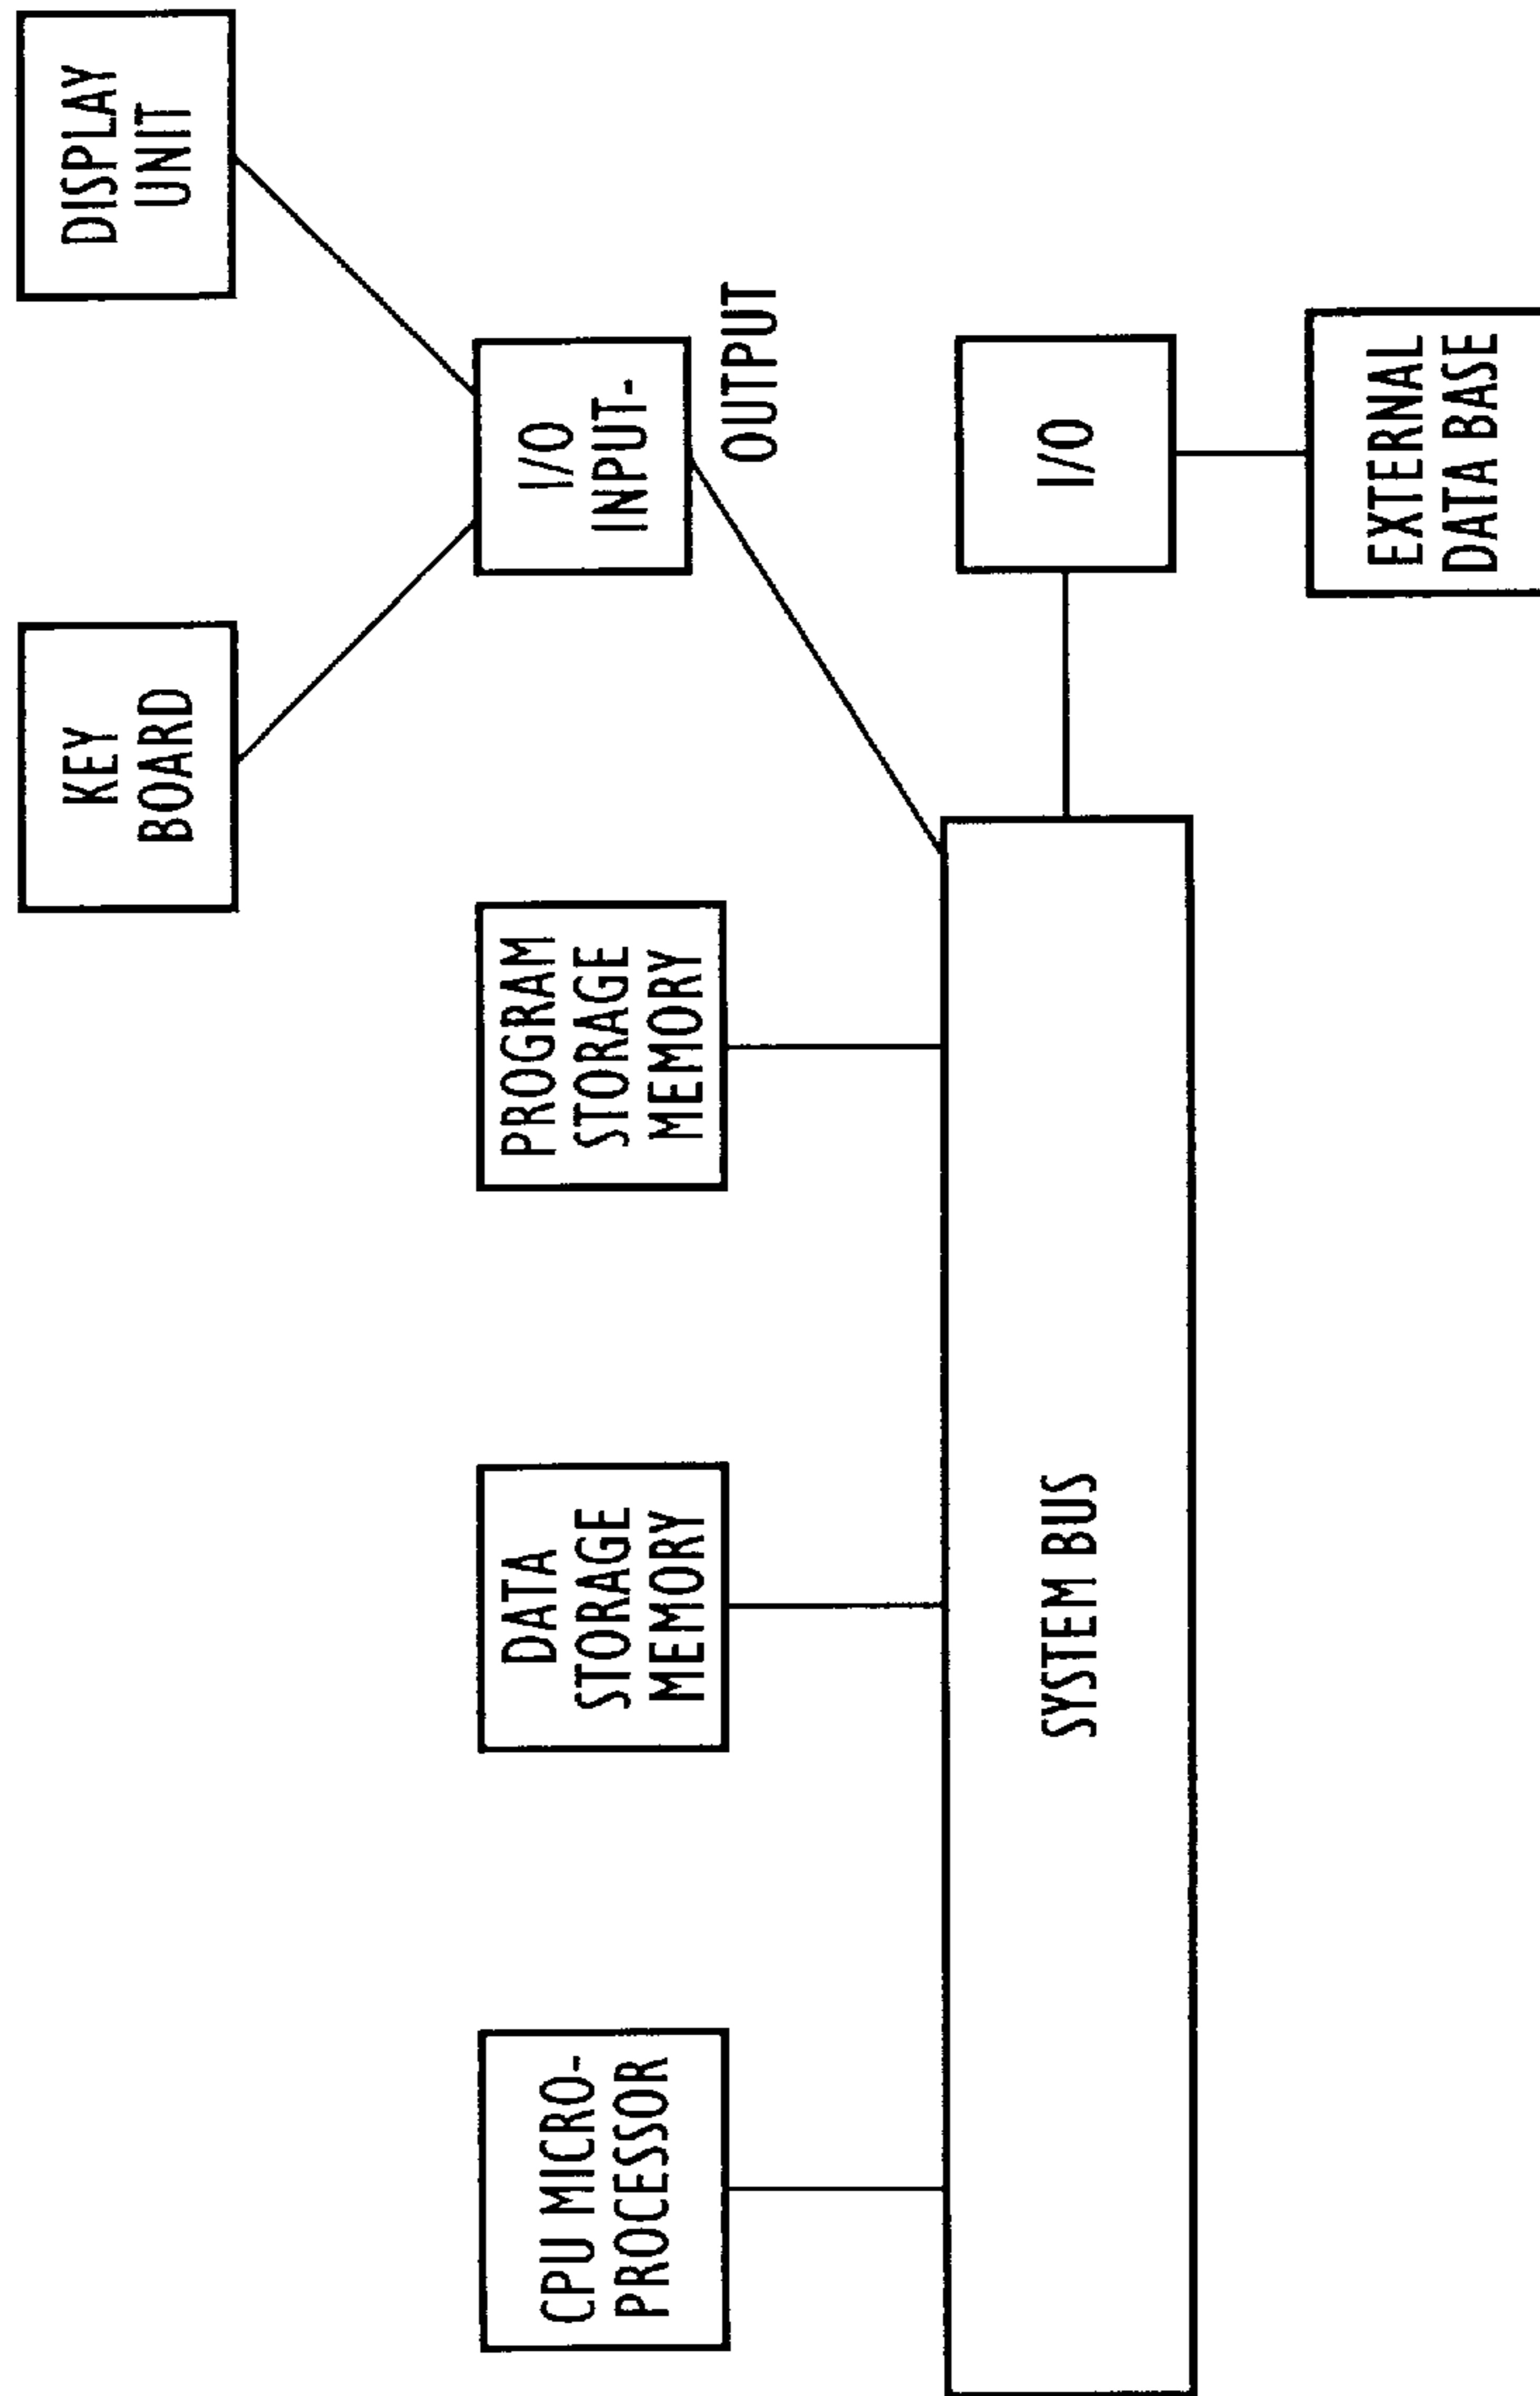 KEY
BOARD
DISPLAY
UNIT
CPU MICRO-
PROCESSOR
DATA
STORAGE
MEMORY
PROGRAM
STORAGE
MEMORY
I/O
INPUT-
OUTPUT
SYSTEM BUS
I/O
EXTERNAL
DATA BASE